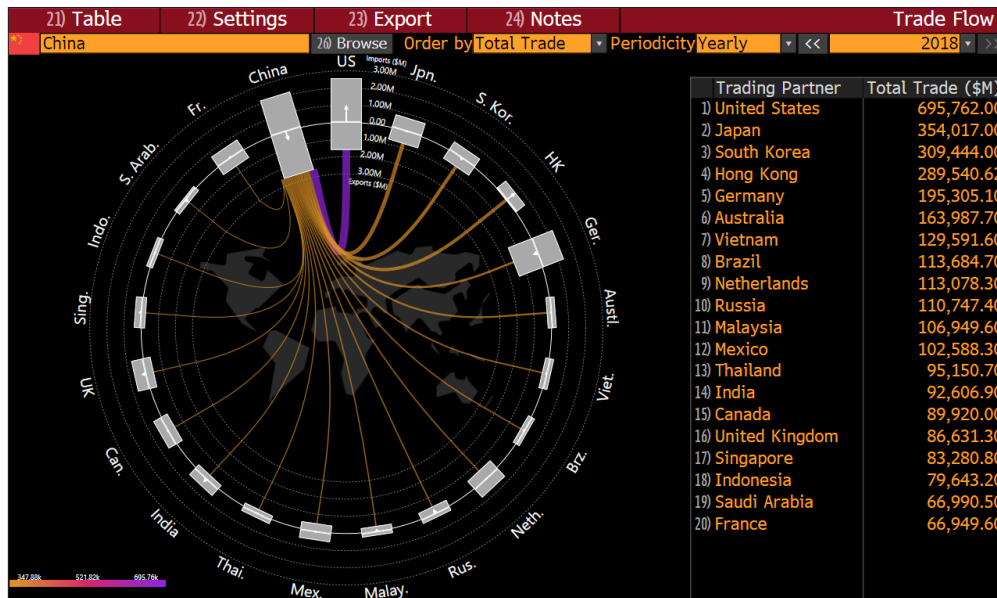 21) Table 22) Settings 23) Export 24) Notes Trade Flow
China 26) Browse Order by Total Trade Periodicity Yearly << 2018 >>
Imports ($M)
3.00M
2.00M
1.00M
0.00
1.00M
2.00M
3.00M
Exports ($M)
US
Jpn.
S. Kor.
HK
Ger.
Austl.
Viet.
Brz.
Neth.
Rus.
Malay.
Mex.
Thai.
India
Can.
UK
Sing.
Indo.
S. Arab.
Fr.
China
Trading Partner Total Trade ($M)
1) United States 695,762.00
2) Japan 354,017.00
3) South Korea 309,444.00
4) Hong Kong 289,540.62
5) Germany 195,305.10
6) Australia 163,987.70
7) Vietnam 129,591.60
8) Brazil 113,684.70
9) Netherlands 113,078.30
10) Russia 110,747.40
11) Malaysia 106,949.60
12) Mexico 102,588.30
13) Thailand 95,150.70
14) India 92,606.90
15) Canada 89,920.00
16) United Kingdom 86,631.30
17) Singapore 83,280.80
18) Indonesia 79,643.20
19) Saudi Arabia 66,990.50
20) France 66,949.60
347.88k 521.82k 695.76k